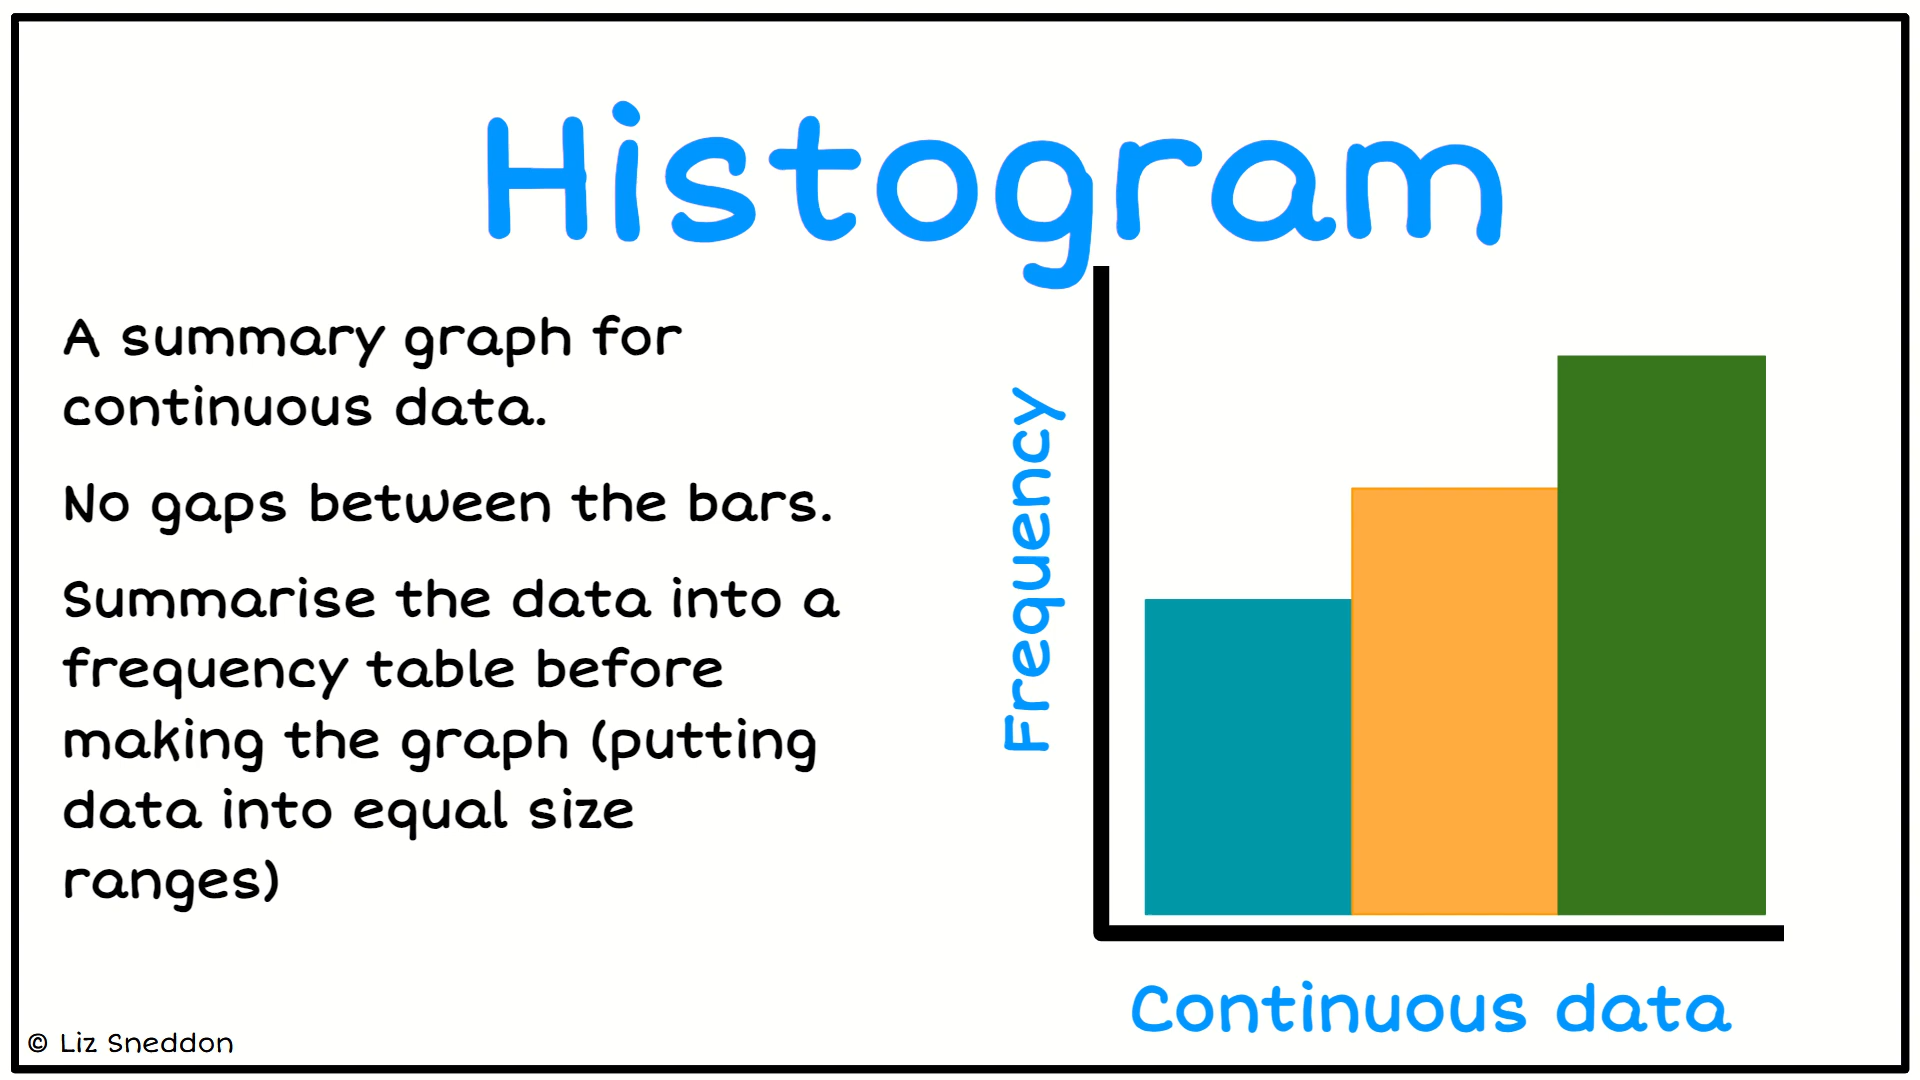 Histogram
A summary graph for
continuous data.
No gaps between the bars.
Summarise the data into a
frequency table before
making the graph (putting
data into equal size
ranges)
Frequency
Continuous data
© Liz Sneddon